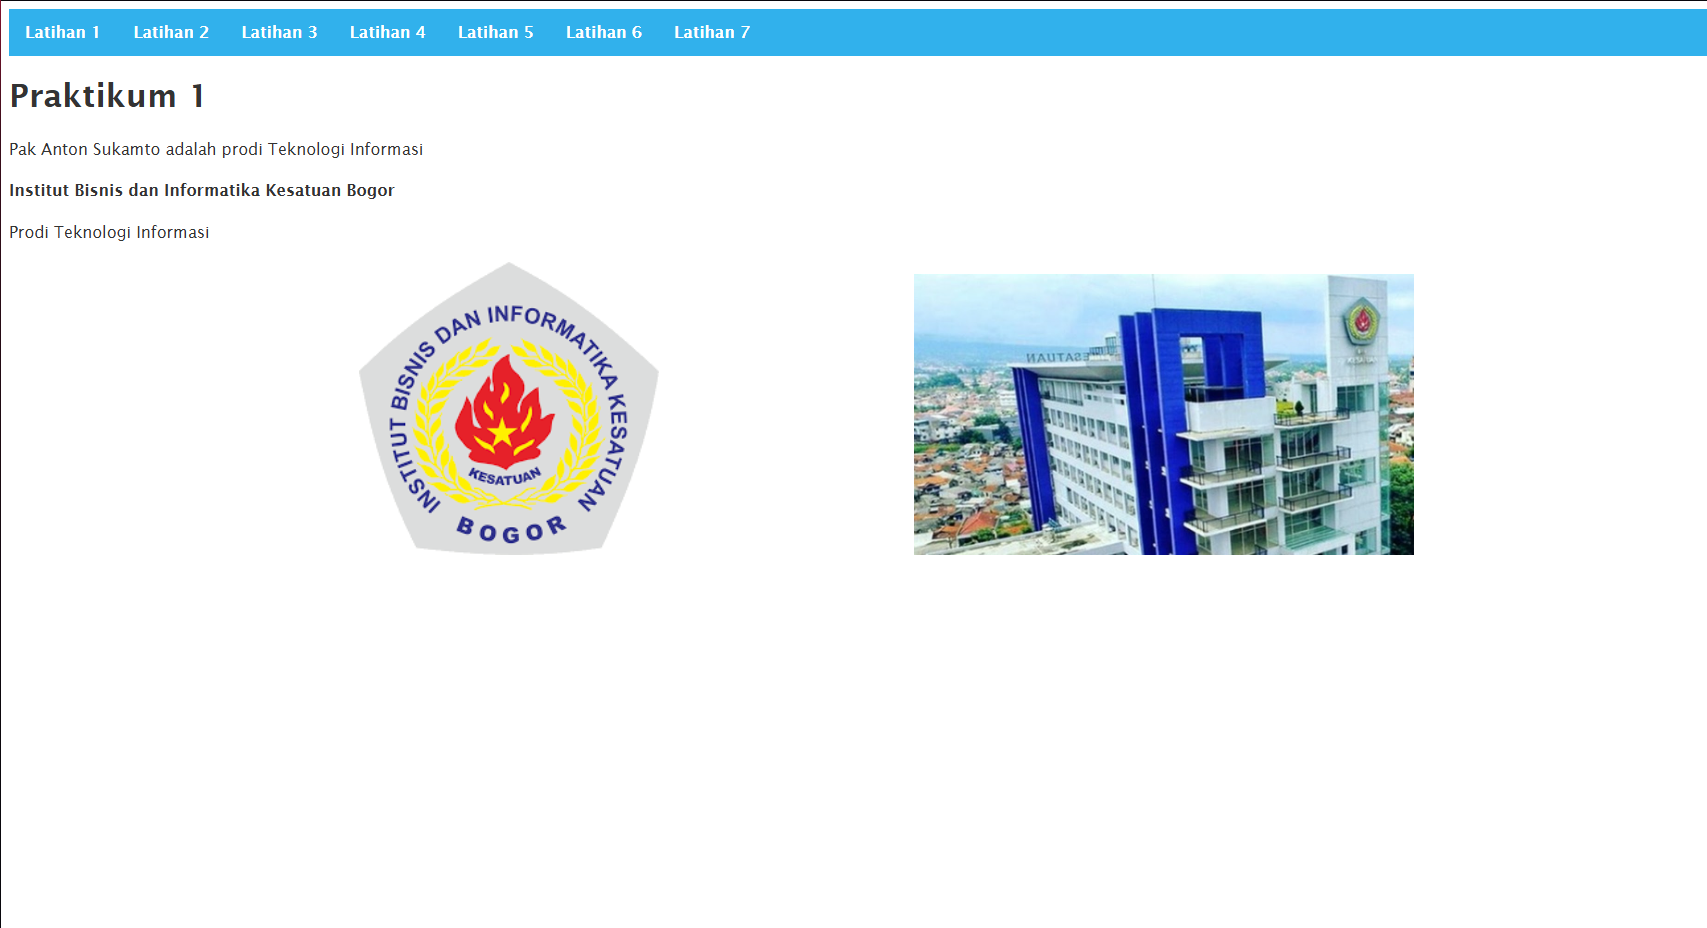 Latihan 1 Latihan 2 Latihan 3 Latihan 4 Latihan 5 Latihan 6 Latihan 7
Praktikum 1
Pak Anton Sukamto adalah prodi Teknologi Informasi
Institut Bisnis dan Informatika Kesatuan Bogor
Prodi Teknologi Informasi
INSTITUT BISNIS DAN INFORMATIKA KESATUAN
KESATUAN
BOGOR
KESATUAN
KESATUAN